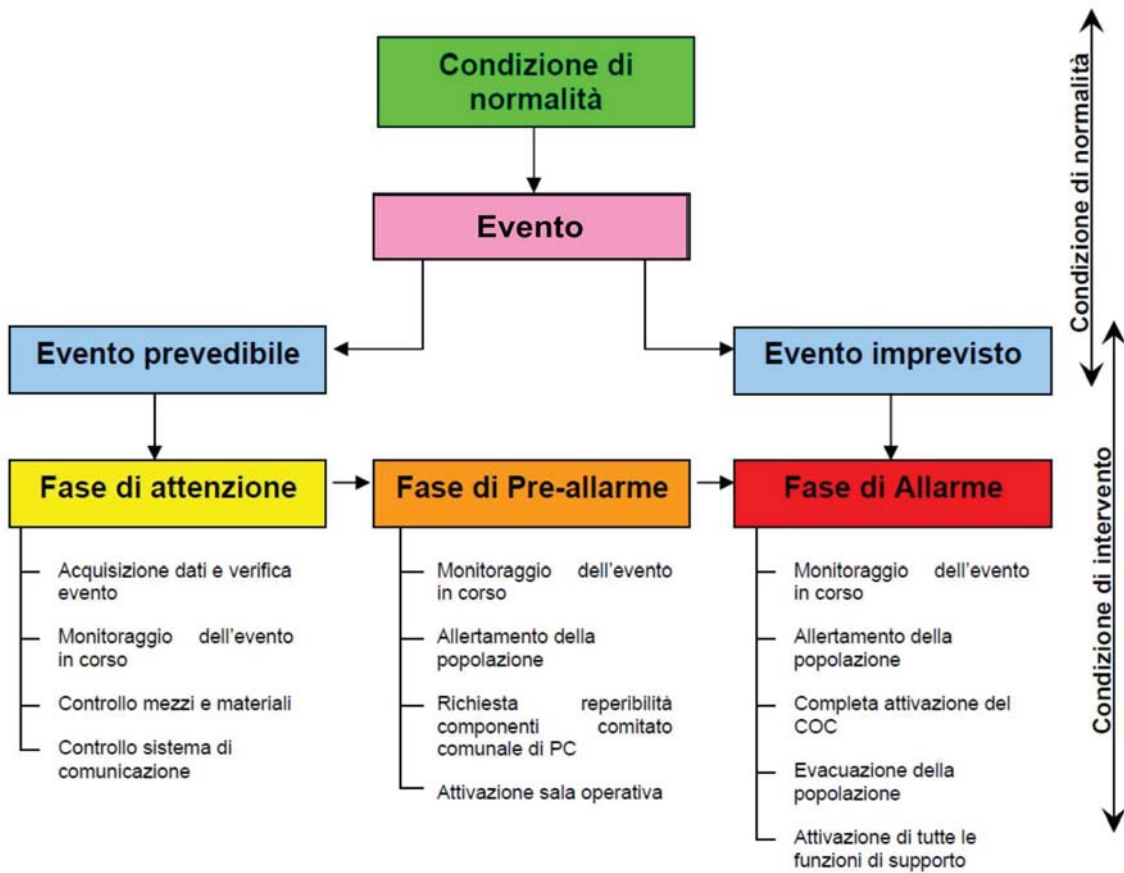 Condizione di
normalità
Evento
Evento prevedibile
Evento imprevisto
Fase di attenzione
Fase di Pre-allarme
Fase di Allarme
Acquisizione dati e verifica
evento
Monitoraggio dell'evento
in corso
Controllo mezzi e materiali
Controllo sistema di
comunicazione
Monitoraggio dell'evento
in corso
Allertamento della
popolazione
Richiesta reperibilità
componenti comitato
comunale di PC
Attivazione sala operativa
Monitoraggio dell'evento
in corso
Allertamento della
popolazione
Completa attivazione del
COC
Evacuazione della
popolazione
Attivazione di tutte le
funzioni di supporto
Condizione di normalità
Condizione di intervento